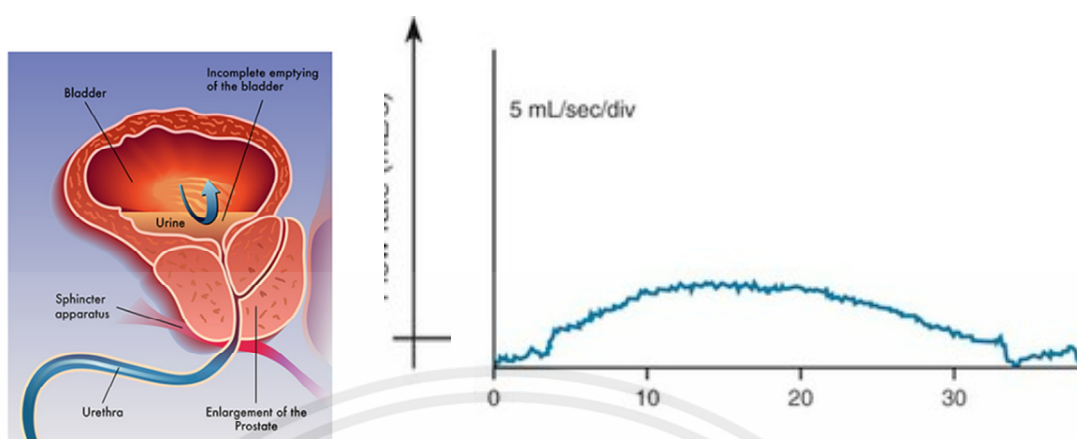 Incomplete emptying
of the bladder
Bladder
Urine
Sphincter
apparatus
Urethra
Enlargement of the
Prostate
5 mL/sec/div
0
10
20
30